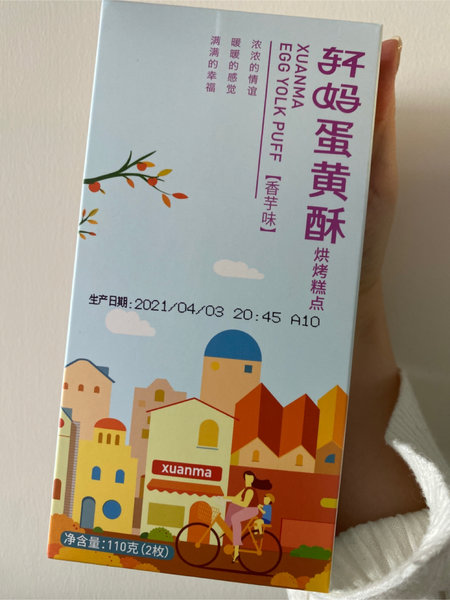 轩妈蛋黄酥
烘烤糕点
XUANMA
EGG YOLK PUFF
【香芋味】
浓浓的情谊
暖暖的感觉
满满的幸福
生产日期:2021/04/03 20:45 A10
xuanma
净含量:110克(2枚)